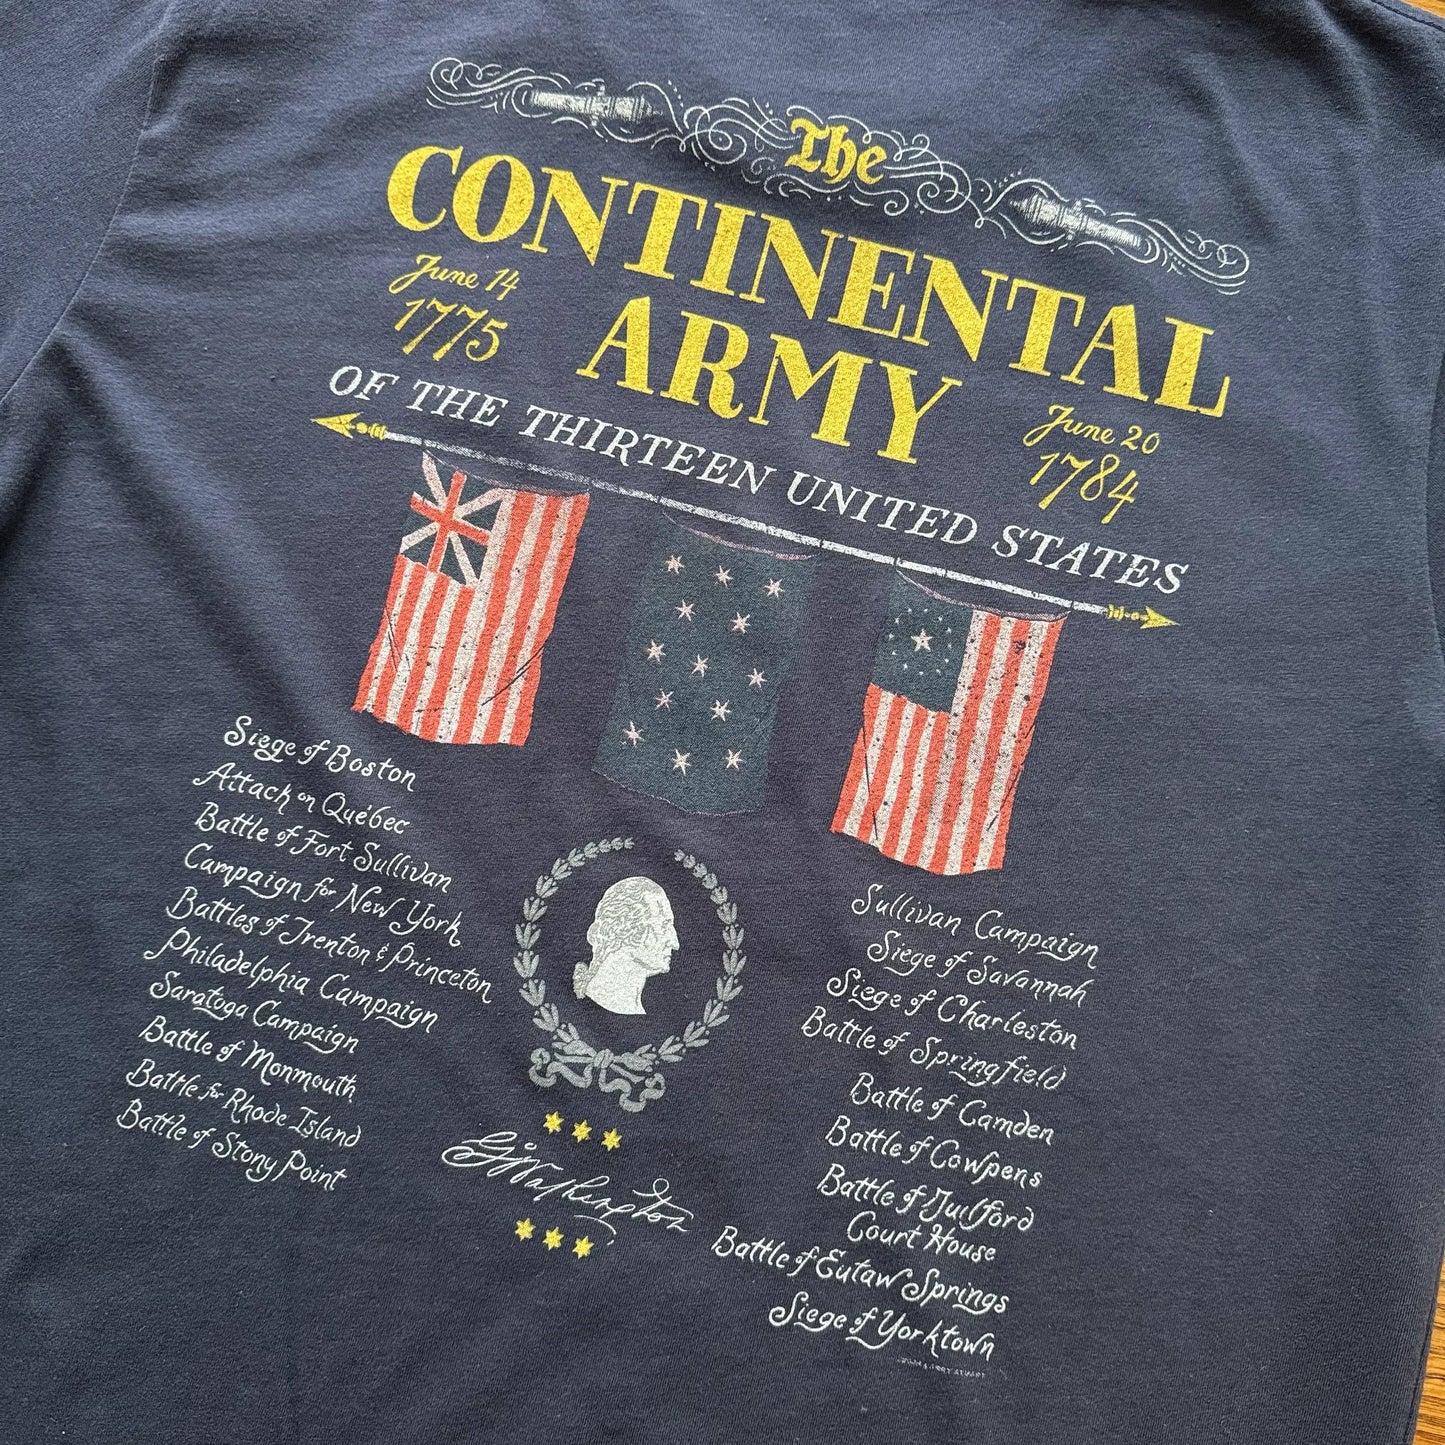 The
CONTINENTAL
June 14
1775
ARMY
June 20
1784
OF THE THIRTEEN UNITED STATES
Siege of Boston
Attack on Québec
Battle of Fort Sullivan
Campaign for New York
Battles of Trenton & Princeton
Philadelphia Campaign
Saratoga Campaign
Battle of Monmouth
Battle for Rhode Island
Battle of Stony Point
G:Washington
Sullivan Campaign
Siege of Savannah
Siege of Charleston
Battle of Springfield
Battle of Camden
Battle of Cowpens
Battle of Guilford
Court House
Battle of Eutaw Springs
Siege of Yorktown